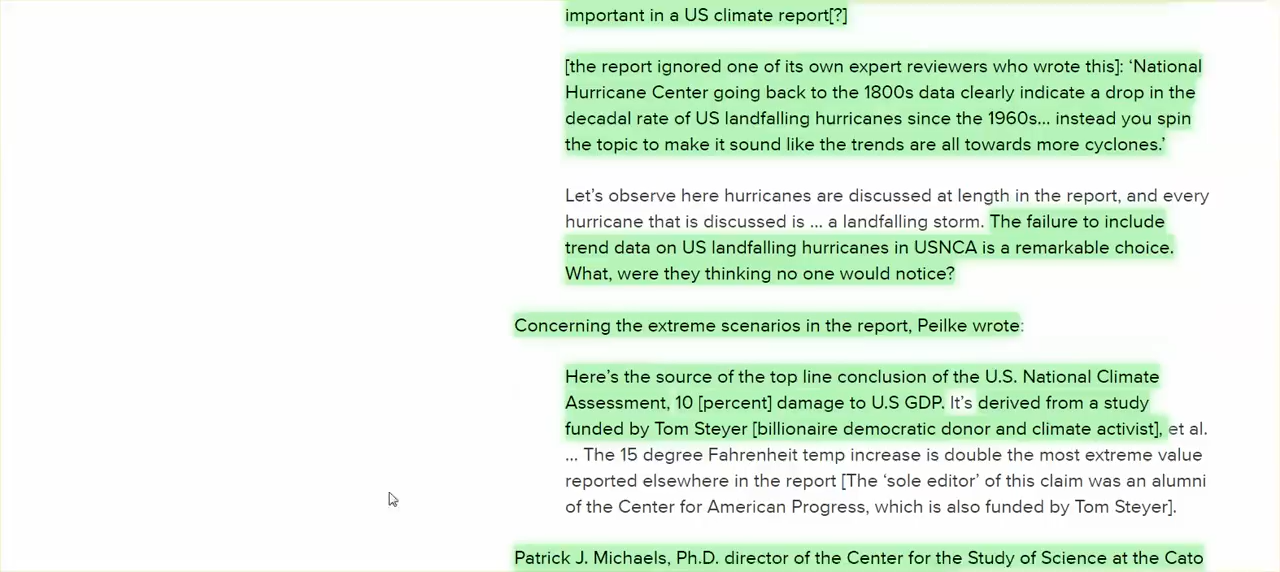 important in a US climate report[?]
[the report ignored one of its own expert reviewers who wrote this]: ‘National
Hurricane Center going back to the 1800s data clearly indicate a drop in the
decadal rate of US landfalling hurricanes since the 1960s... instead you spin
the topic to make it sound like the trends are all towards more cyclones.’
Let’s observe here hurricanes are discussed at length in the report, and every
hurricane that is discussed is ... a landfalling storm. The failure to include
trend data on US landfalling hurricanes in USNCA is a remarkable choice.
What, were they thinking no one would notice?
Concerning the extreme scenarios in the report, Peilke wrote:
Here’s the source of the top line conclusion of the U.S. National Climate
Assessment, 10 [percent] damage to U.S GDP. It’s derived from a study
funded by Tom Steyer [billionaire democratic donor and climate activist], et al.
... The 15 degree Fahrenheit temp increase is double the most extreme value
reported elsewhere in the report [The ‘sole editor’ of this claim was an alumni
of the Center for American Progress, which is also funded by Tom Steyer].
Patrick J. Michaels, Ph.D. director of the Center for the Study of Science at the Cato